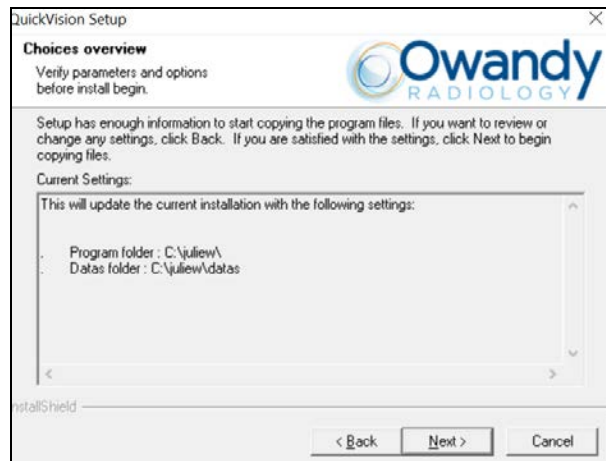 QuickVision Setup
Choices overview
Verify parameters and options
before install begin.
Owandy
RADIOLOGY
Setup has enough information to start copying the program files. If you want to review or
change any settings, click Back. If you are satisfied with the settings, click Next to begin
copying files.
Current Settings:
This will update the current installation with the following settings:
. Program folder : C:\juliew\
. Datas folder : C:\juliew\datas
InstallShield
< Back Next > Cancel